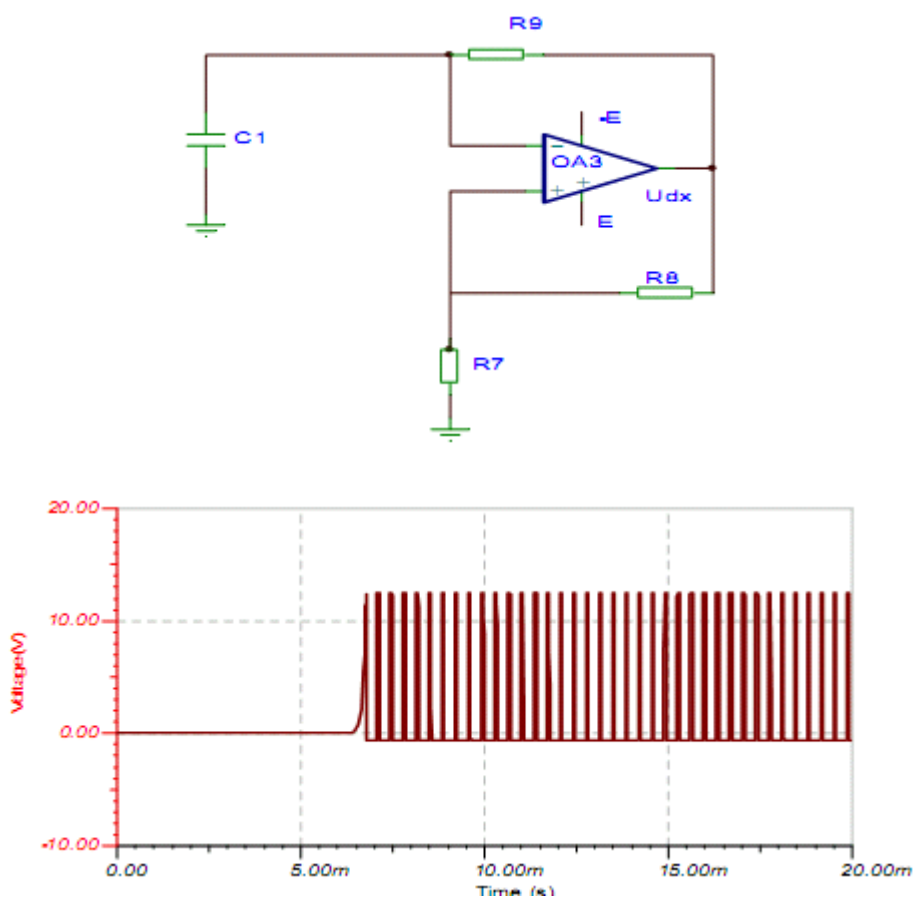 R9
C1
-E
- OA3
+
+
Udx
E
R8
R7
20.00
10.00
0.00
-10.00
Voltage(V)
0.00 5.00m 10.00m 15.00m 20.00m
Time (s)